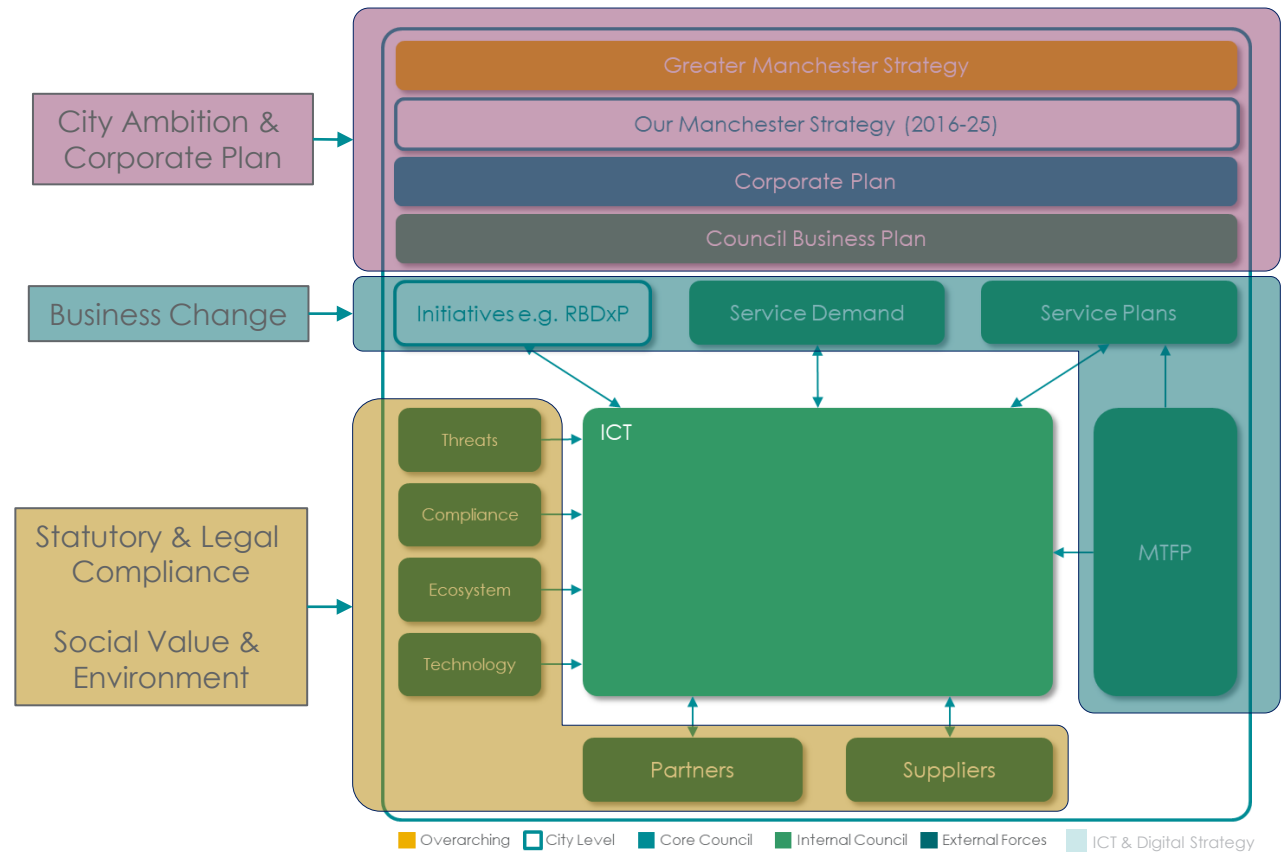 Greater Manchester Strategy
City Ambition &
Corporate Plan
Our Manchester Strategy (2016-25)
Corporate Plan
Council Business Plan
Business Change
Initiatives e.g. RBDxP
Service Demand
Service Plans
Statutory & Legal
Compliance
Social Value &
Environment
Threats
Compliance
Ecosystem
Technology
ICT
MTFP
Partners
Suppliers
Overarching
City Level
Core Council
Internal Council
External Forces
ICT & Digital Strategy